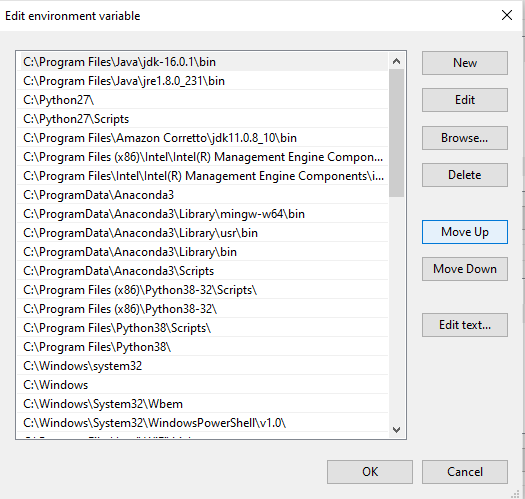 Edit environment variable
C:\Program Files\Java\jdk-16.0.1\bin
C:\Program Files\Java\jre1.8.0_231\bin
C:\Python27\
C:\Python27\Scripts
C:\Program Files\Amazon Corretto\jdk11.0.8_10\bin
C:\Program Files (x86)\Intel\Intel(R) Management Engine Compon...
C:\Program Files\Intel\Intel(R) Management Engine Components\i...
C:\ProgramData\Anaconda3
C:\ProgramData\Anaconda3\Library\mingw-w64\bin
C:\ProgramData\Anaconda3\Library\usr\bin
C:\ProgramData\Anaconda3\Library\bin
C:\ProgramData\Anaconda3\Scripts
C:\Program Files (x86)\Python38-32\Scripts\
C:\Program Files (x86)\Python38-32\
C:\Program Files\Python38\Scripts\
C:\Program Files\Python38\
C:\Windows\system32
C:\Windows
C:\Windows\System32\Wbem
C:\Windows\System32\WindowsPowerShell\v1.0\
New
Edit
Browse...
Delete
Move Up
Move Down
Edit text...
OK
Cancel